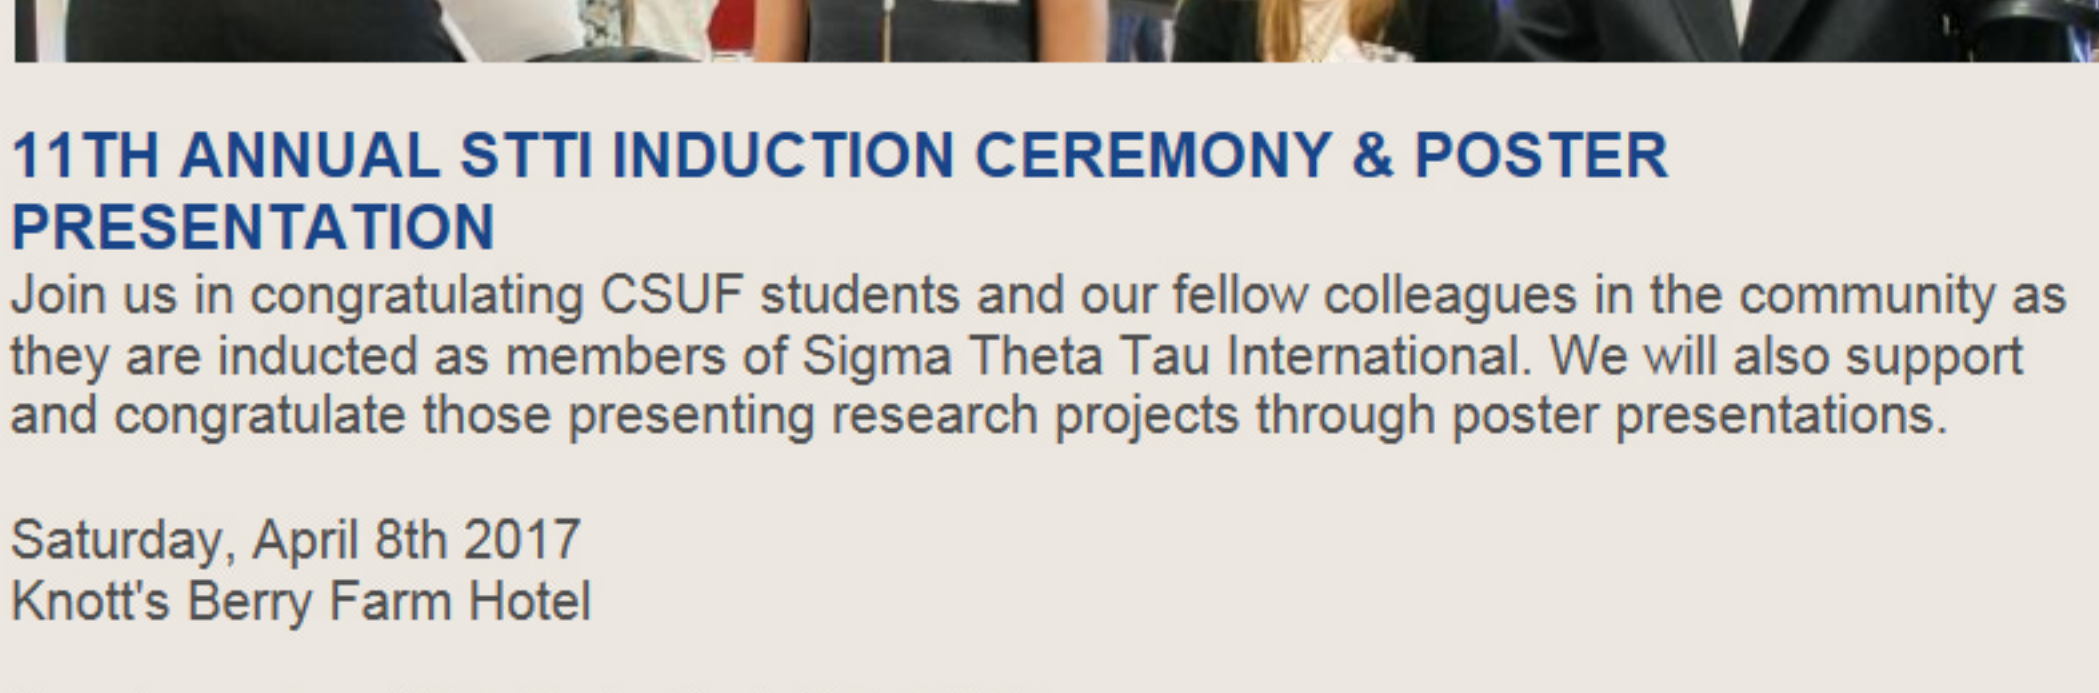 11TH ANNUAL STTI INDUCTION CEREMONY & POSTER
PRESENTATION
Join us in congratulating CSUF students and our fellow colleagues in the community as
they are inducted as members of Sigma Theta Tau International. We will also support
and congratulate those presenting research projects through poster presentations.
Saturday, April 8th 2017
Knott's Berry Farm Hotel